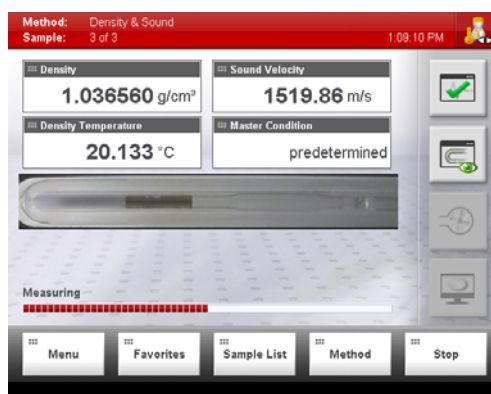 Method: Density & Sound
Sample: 3 of 3 1:09:10 PM
Density
1.036560 g/cm³
Sound Velocity
1519.86 m/s
Density Temperature
20.133 °C
Master Condition
predetermined
Measuring
Menu
Favorites
Sample List
Method
Stop